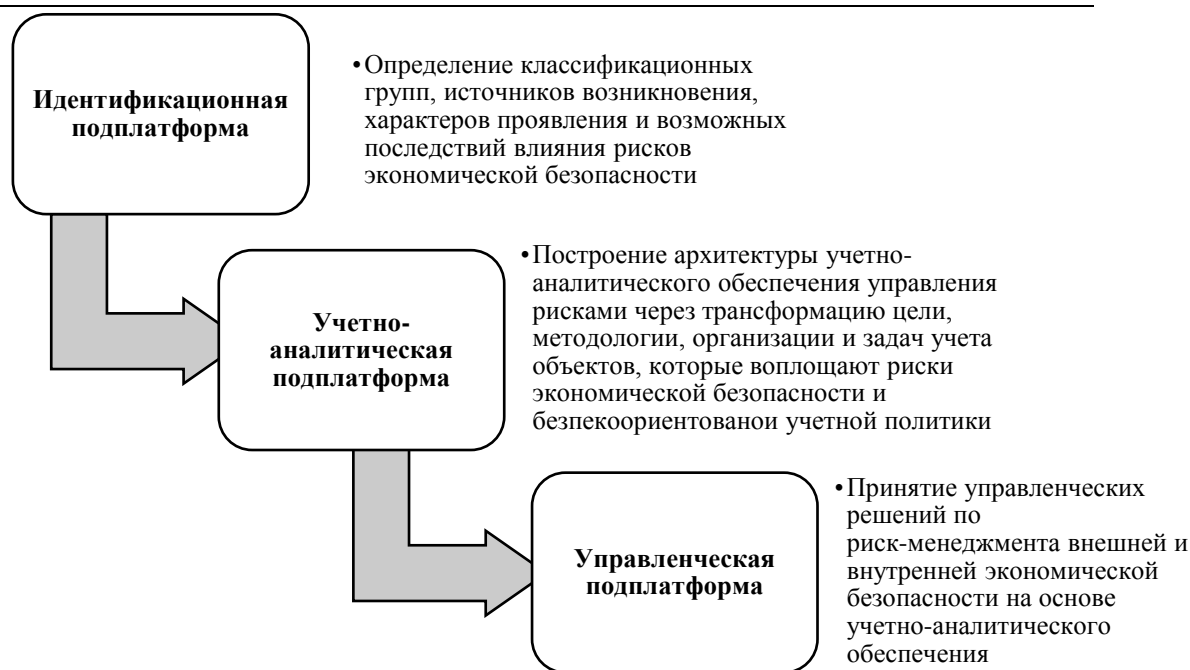 Идентификационная
подплатформа
•Определение классификационных
групп, источников возникновения,
характеров проявления и возможных
последствий влияния рисков
экономической безопасности
Учетно-
аналитическая
подплатформа
•Построение архитектуры учетно-
аналитического обеспечения управления
рисками через трансформацию цели,
методологии, организации и задач учета
объектов, которые воплощают риски
экономической безопасности и
безпекоориентованои учетной политики
Управленческая
подплатформа
•Принятие управленческих
решений по
риск-менеджмента внешней и
внутренней экономической
безопасности на основе
учетно-аналитического
обеспечения